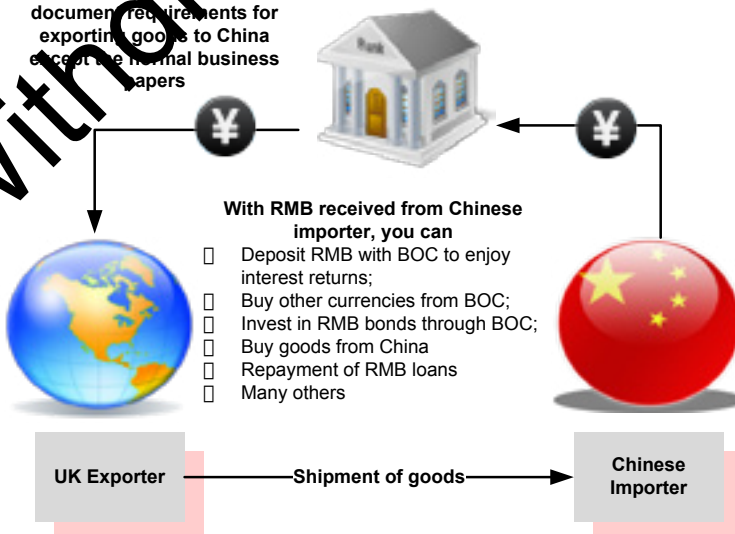 document requirements for
exporting goods to China
except the normal business
papers
Bank
¥
¥
With RMB received from Chinese
importer, you can
Deposit RMB with BOC to enjoy
interest returns;
Buy other currencies from BOC;
Invest in RMB bonds through BOC;
Buy goods from China
Repayment of RMB loans
Many others
UK Exporter
Shipment of goods
Chinese
Importer